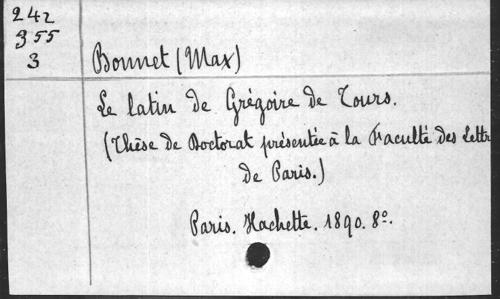 242
355
3
Bonnet (Max)
Le latin de Grégoire de Tours.
(Thèse de Doctorat présentée à la Faculté des Lettr
de Paris.)
Paris. Hachette. 1890. 8º.